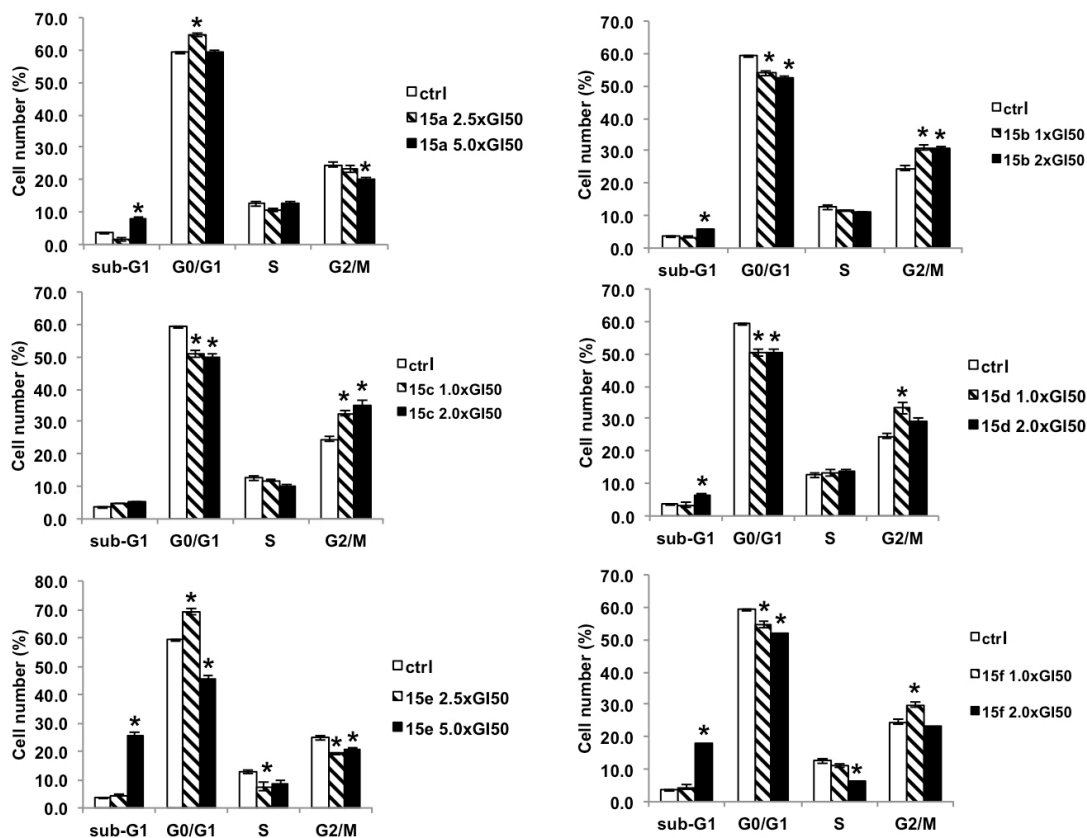 Cell number (%)
70.0
60.0
50.0
40.0
30.0
20.0
10.0
0.0
*
*
*
sub-G1 G0/G1 S G2/M
ctrl
15a 2.5xGI50
15a 5.0xGI50
Cell number (%)
70.0
60.0
50.0
40.0
30.0
20.0
10.0
0.0
*
* *
* *
sub-G1 G0/G1 S G2/M
ctrl
15b 1xGI50
15b 2xGI50
Cell number (%)
70.0
60.0
50.0
40.0
30.0
20.0
10.0
0.0
* *
* *
sub-G1 G0/G1 S G2/M
ctrl
15c 1.0xGI50
15c 2.0xGI50
Cell number (%)
70.0
60.0
50.0
40.0
30.0
20.0
10.0
0.0
*
* *
*
sub-G1 G0/G1 S G2/M
ctrl
15d 1.0xGI50
15d 2.0xGI50
Cell number (%)
80.0
70.0
60.0
50.0
40.0
30.0
20.0
10.0
0.0
*
* *
*
* *
sub-G1 G0/G1 S G2/M
ctrl
15e 2.5xGI50
15e 5.0xGI50
Cell number (%)
70.0
60.0
50.0
40.0
30.0
20.0
10.0
0.0
*
* *
*
*
sub-G1 G0/G1 S G2/M
ctrl
15f 1.0xGI50
15f 2.0xGI50